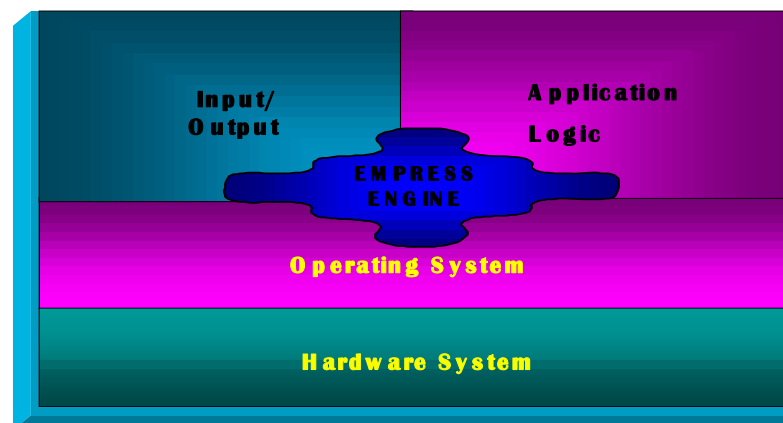 Input/
Output
Application
Logic
EMPRESS
ENGINE
Operating System
Hardware System